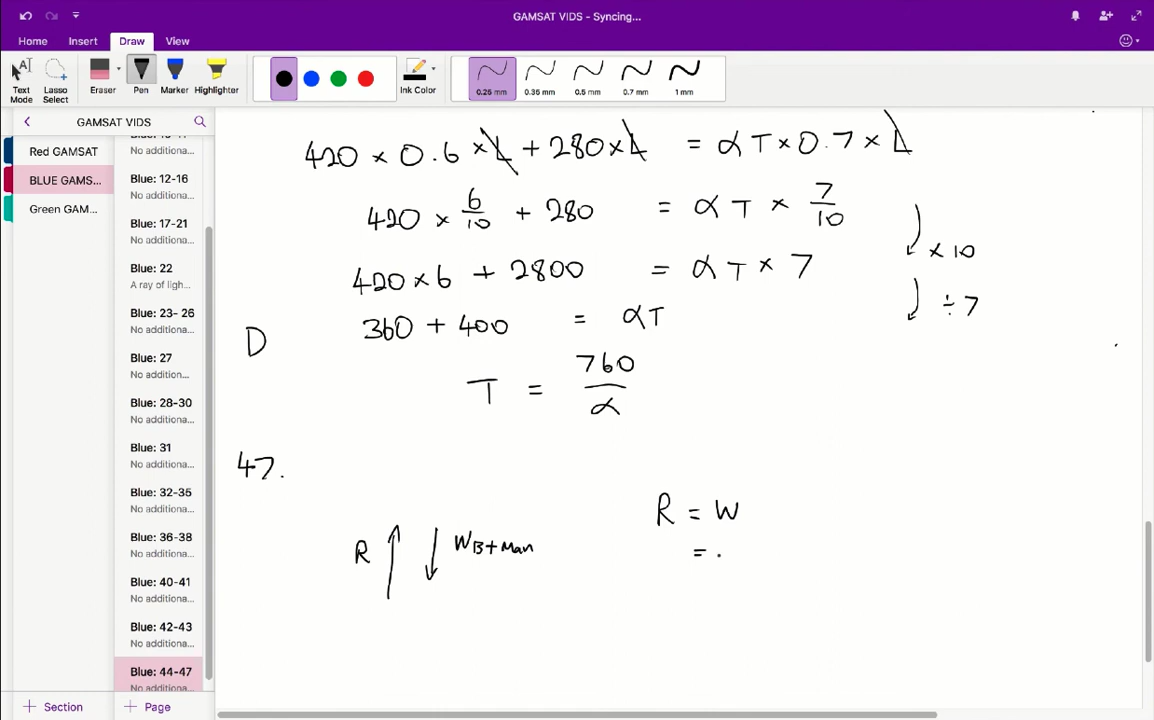 GAMSAT VIDS - Syncing...
Home Insert Draw View
Text Mode
Lasso Select
Eraser
Pen
Marker
Highlighter
Ink Color
0.25 mm
0.35 mm
0.5 mm
0.7 mm
1 mm
GAMSAT VIDS
Red GAMSAT
BLUE GAMS...
Green GAM...
No additiona...
Blue: 12-16
No additiona...
Blue: 17-21
No additiona...
Blue: 22
A ray of ligh...
Blue: 23- 26
No additiona...
Blue: 27
No addition...
Blue: 28-30
No additiona...
Blue: 31
No additiona...
Blue: 32-35
No additiona...
Blue: 36-38
No additiona...
Blue: 40-41
No additiona...
Blue: 42-43
No additiona...
Blue: 44-47
No additiona...
+ Section
+ Page
420 × 0.6 × L + 280 × L = α T × 0.7 × L
420 × 6/10 + 280 = α T × 7/10
× 10
420 × 6 + 2800 = α T × 7
÷ 7
360 + 400 = αT
D
T = 760/α
47.
R = W
R ↑ ↓ WB+Man
= .